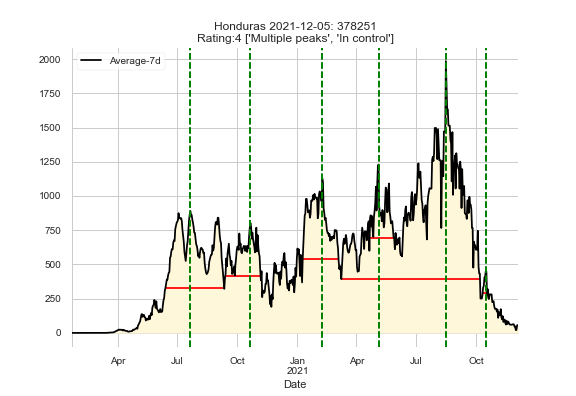 Honduras 2021-12-05: 378251
Rating:4 ['Multiple peaks', 'In control']
Average-7d
2000
1750
1500
1250
1000
750
500
250
0
Apr
Jul
Oct
Jan
2021
Apr
Jul
Oct
Date